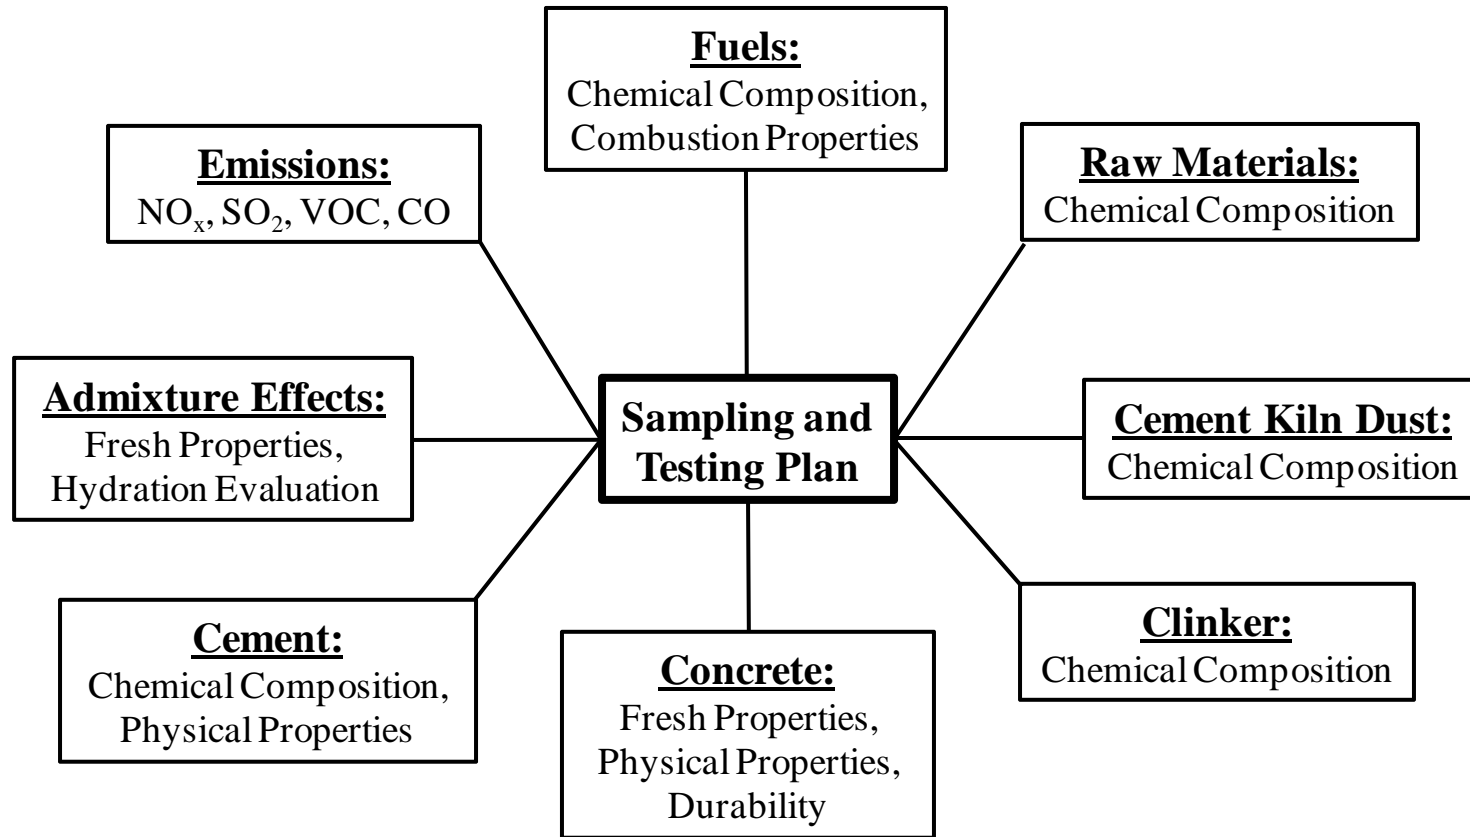 Fuels:
Chemical Composition,
Combustion Properties
Emissions:
NOx, SO2, VOC, CO
Raw Materials:
Chemical Composition
Admixture Effects:
Fresh Properties,
Hydration Evaluation
Sampling and
Testing Plan
Cement Kiln Dust:
Chemical Composition
Cement:
Chemical Composition,
Physical Properties
Concrete:
Fresh Properties,
Physical Properties,
Durability
Clinker:
Chemical Composition